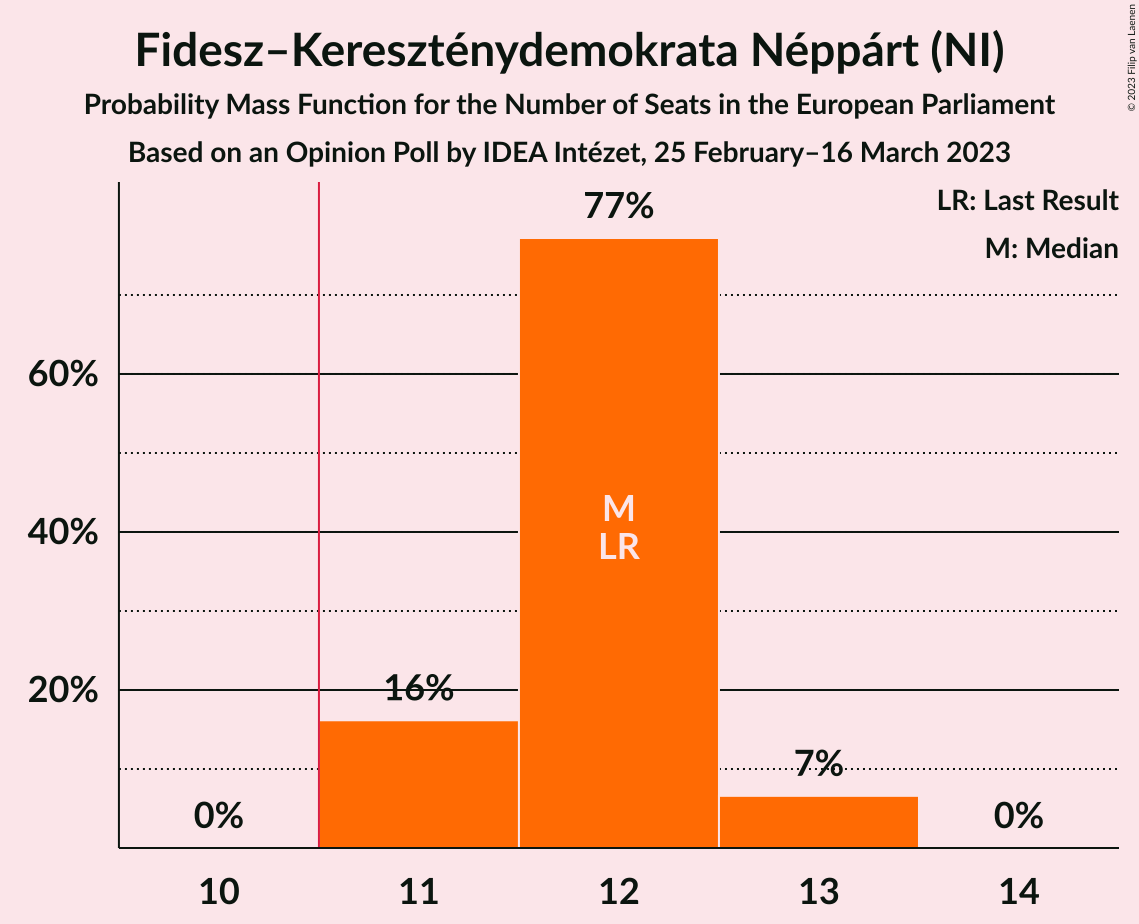 Fidesz–Kereszténydemokrata Néppárt (NI)
Probability Mass Function for the Number of Seats in the European Parliament
Based on an Opinion Poll by IDEA Intézet, 25 February–16 March 2023
© 2023 Filip van Laenen
LR: Last Result
M: Median
77%
60%
40%
20%
M
LR
16%
7%
0%
0%
10 11 12 13 14